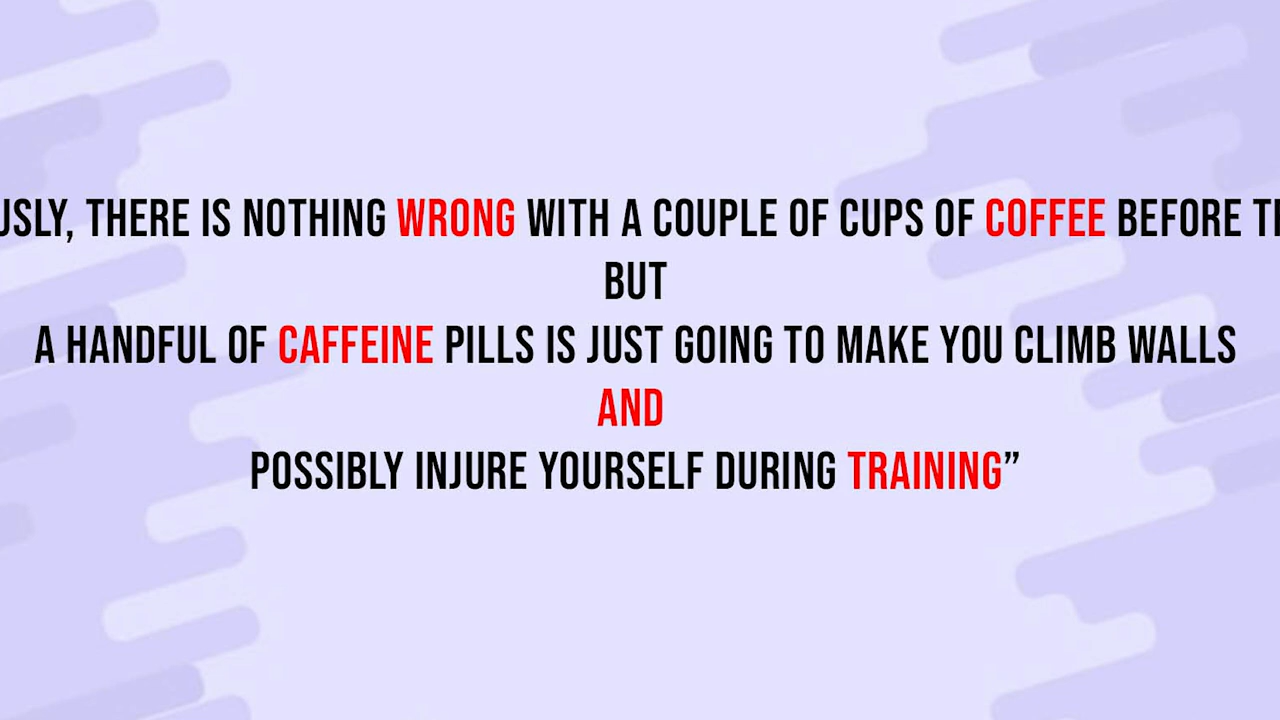 THERE IS NOTHING WRONG WITH A COUPLE OF CUPS OF COFFEE BEFORE
BUT
A HANDFUL OF CAFFEINE PILLS IS JUST GOING TO MAKE YOU CLIMB WALLS
AND
POSSIBLY INJURE YOURSELF DURING TRAINING”